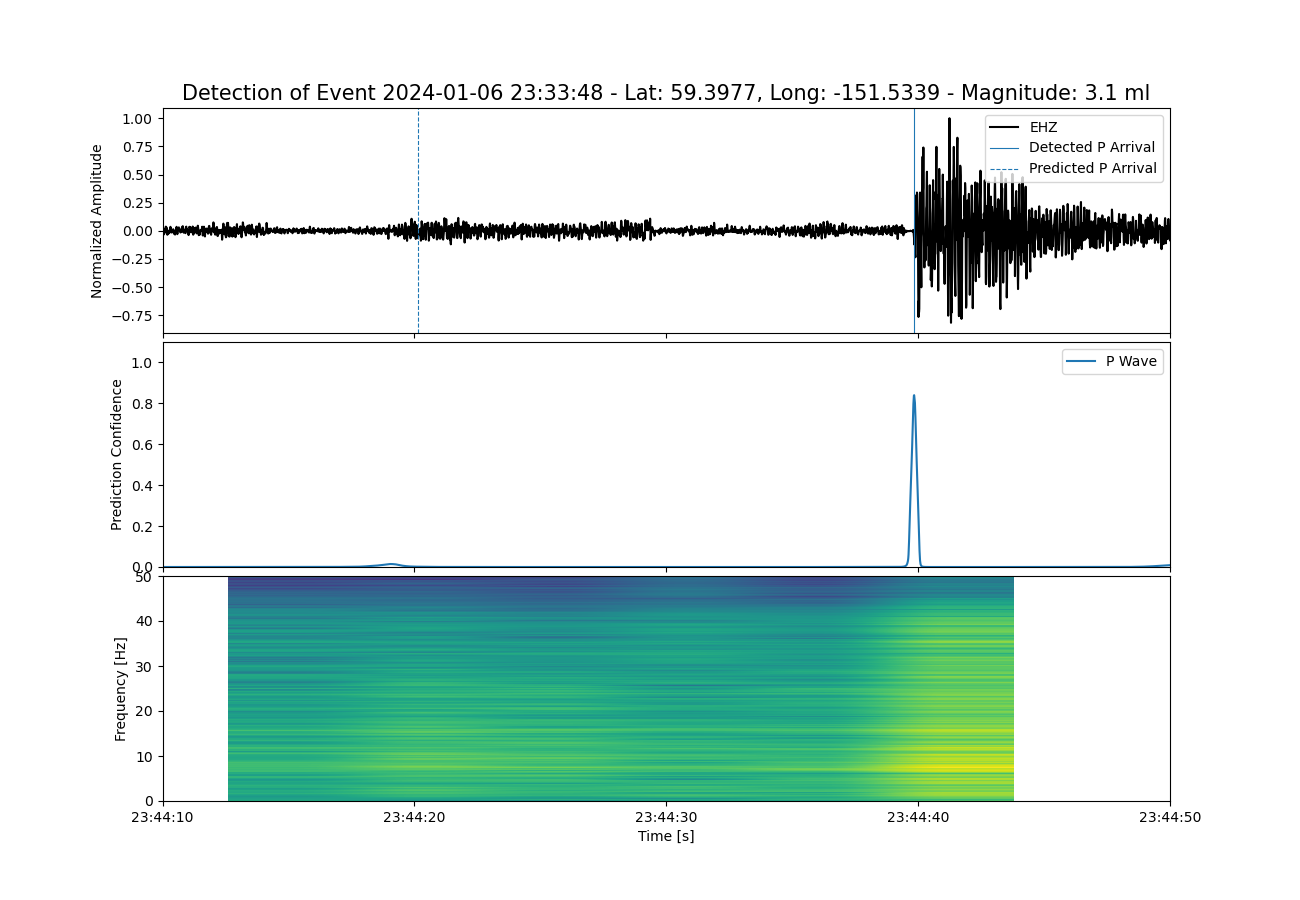 Detection of Event 2024-01-06 23:33:48 - Lat: 59.3977, Long: -151.5339 - Magnitude: 3.1 ml
Normalized Amplitude
1.00
0.75
0.50
0.25
0.00
−0.25
−0.50
−0.75
EHZ
Detected P Arrival
Predicted P Arrival
Prediction Confidence
1.0
0.8
0.6
0.4
0.2
0.0
P Wave
Frequency [Hz]
50
40
30
20
10
0
23:44:10
23:44:20
23:44:30
23:44:40
23:44:50
Time [s]